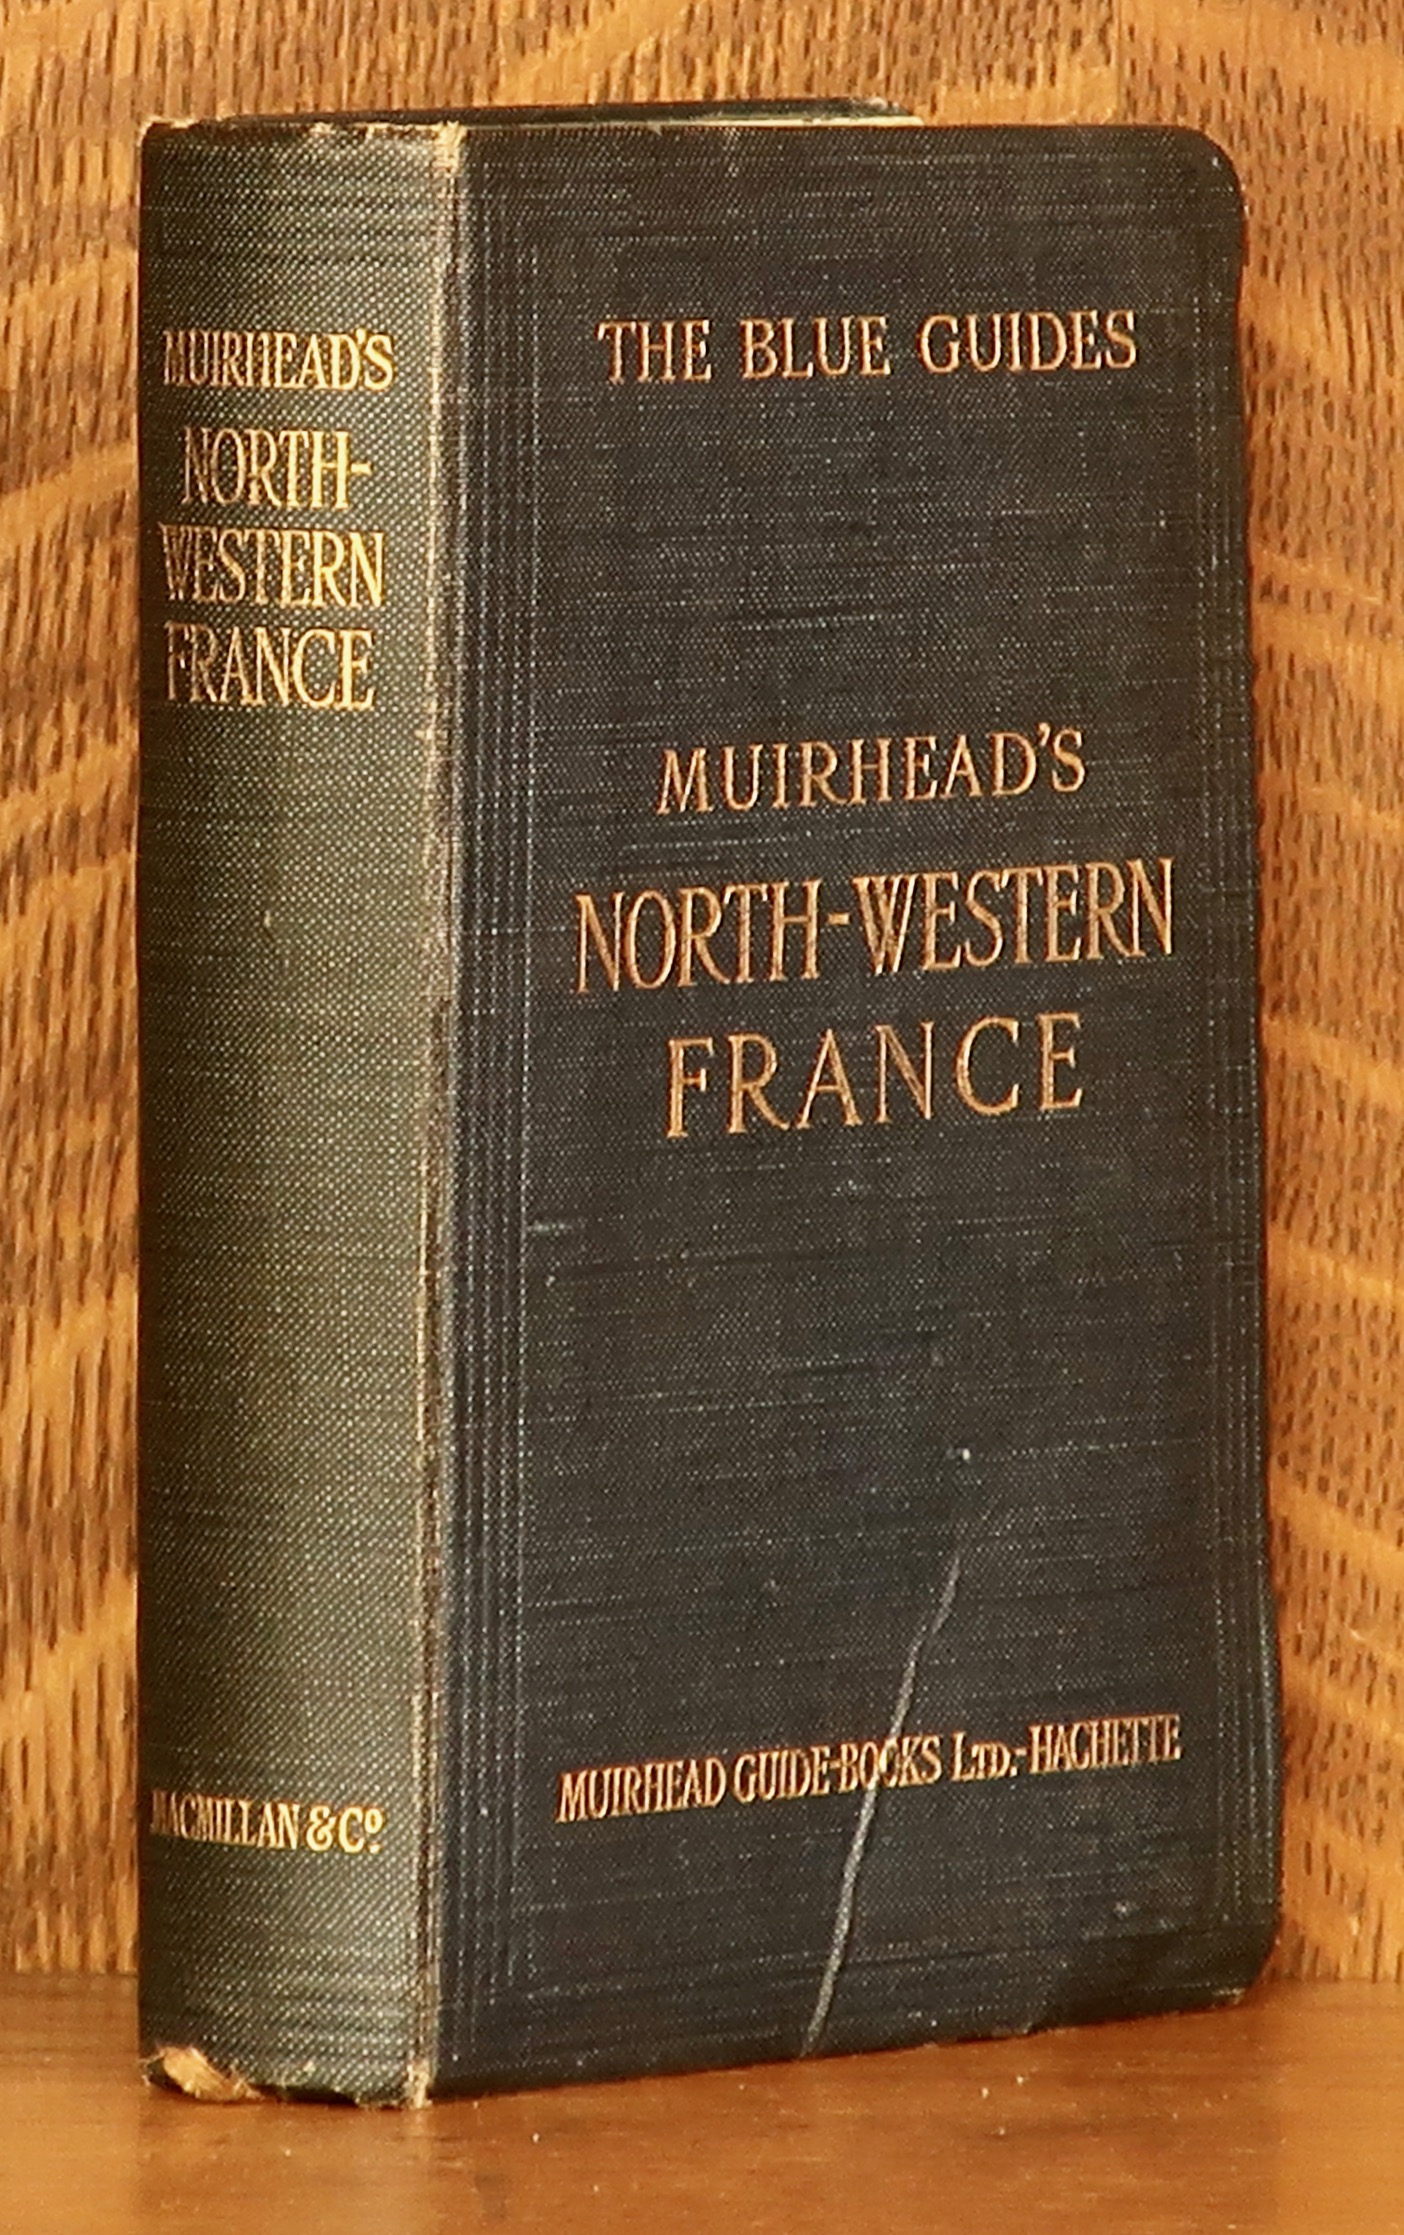 MUIRHEAD'S
NORTH-
WESTERN
FRANCE
MACMILLAN & Cº
THE BLUE GUIDES
MUIRHEAD'S
NORTH-WESTERN
FRANCE
MUIRHEAD GUIDE-BOOKS LTD.-HACHETTE